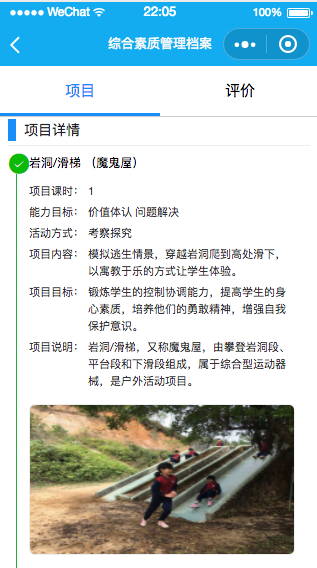 WeChat 22:05 100%
综合素质管理档案
项目 评价
项目详情
岩洞/滑梯 （魔鬼屋）
项目课时： 1
能力目标： 价值体认 问题解决
活动方式： 考察探究
项目内容： 模拟逃生情景，穿越岩洞爬到高处滑下，
以寓教于乐的方式让学生体验。
项目目标： 锻炼学生的控制协调能力，提高学生的身
心素质，培养他们的勇敢精神，增强自我
保护意识。
项目说明： 岩洞/滑梯，又称魔鬼屋，由攀登岩洞段、
平台段和下滑段组成，属于综合型运动器
械，是户外活动项目。